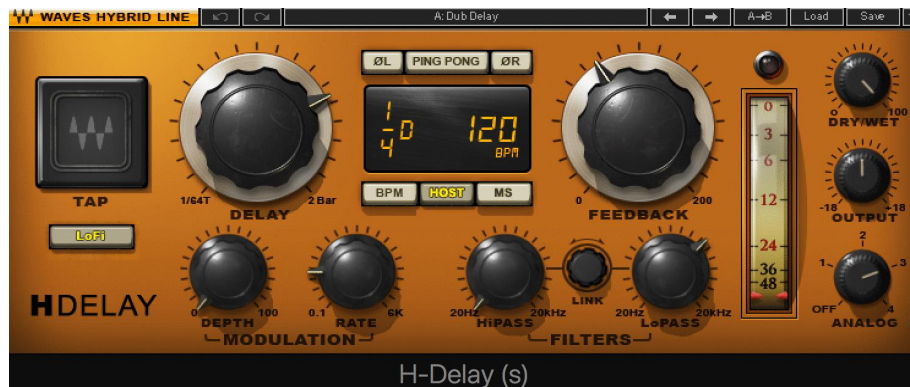 WAVES HYBRID LINE
A: Dub Delay
A→B
Load
Save
ØL PING PONG ØR
1/4 D 120 BPM
BPM HOST MS
TAP
LoFi
1/64T 2 Bar
DELAY
0 200
FEEDBACK
0
3
6
12
24
36
48
0 100
DRY/WET
-18 +18
OUTPUT
OFF 1 2 3 4
ANALOG
H DELAY
0 100
DEPTH
0.1 6K
RATE
MODULATION
20Hz 20kHz
HiPASS
LINK
20Hz 20kHz
LoPASS
FILTERS
H-Delay (s)